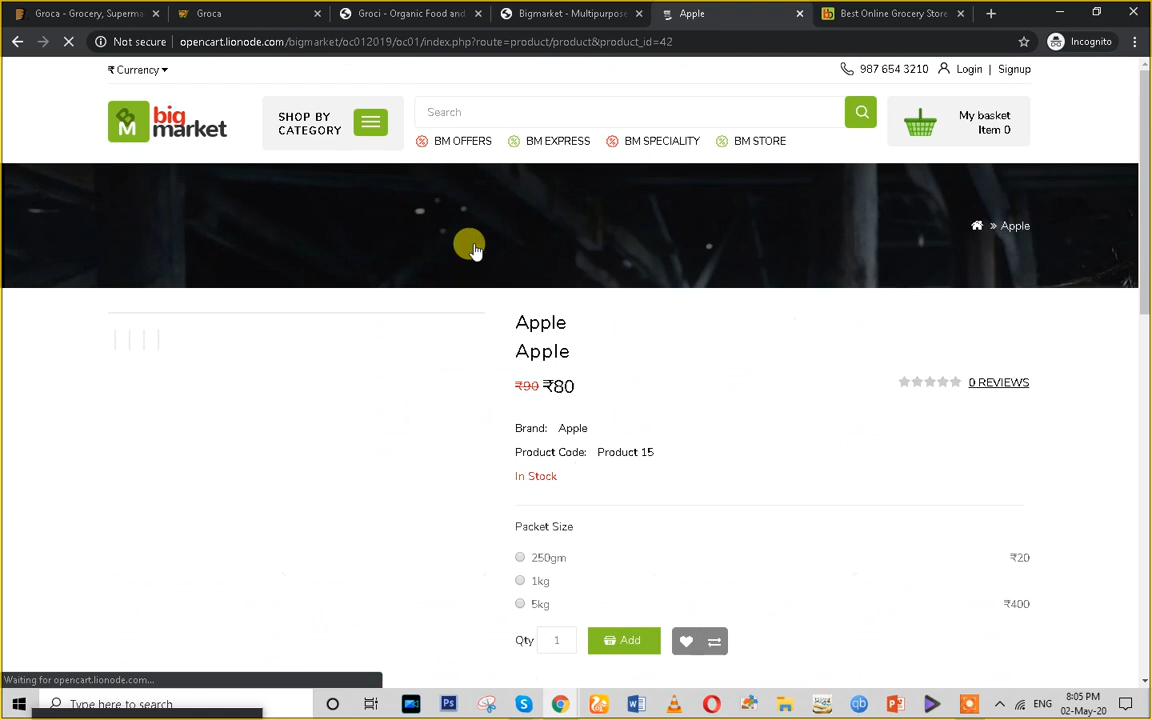 Groca - Grocery, Superma
Groca
Groci - Organic Food and
Bigmarket - Multipurpose
Apple
Best Online Grocery Store
Not secure
opencart.lionode.com/bigmarket/oc012019/oc01/index.php?route=product/product&product_id=42
Incognito
₹ Currency
987 654 3210
Login | Signup
BM
big
market
SHOP BY
CATEGORY
Search
My basket
Item 0
BM OFFERS
BM EXPRESS
BM SPECIALITY
BM STORE
» Apple
Apple
Apple
₹90 ₹80
0 REVIEWS
Brand: Apple
Product Code: Product 15
In Stock
Packet Size
250gm ₹20
1kg
5kg ₹400
Qty 1 Add
Waiting for opencart.lionode.com...
Type here to search
ENG
8:05 PM
02-May-20